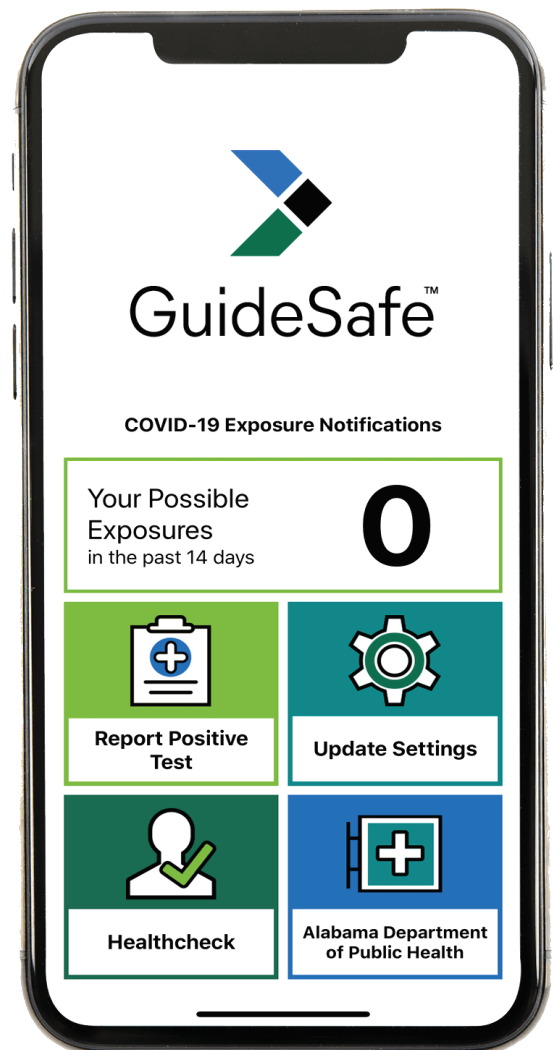 GuideSafe™
COVID-19 Exposure Notifications
Your Possible
Exposures
in the past 14 days
0
Report Positive
Test
Update Settings
Healthcheck
Alabama Department
of Public Health